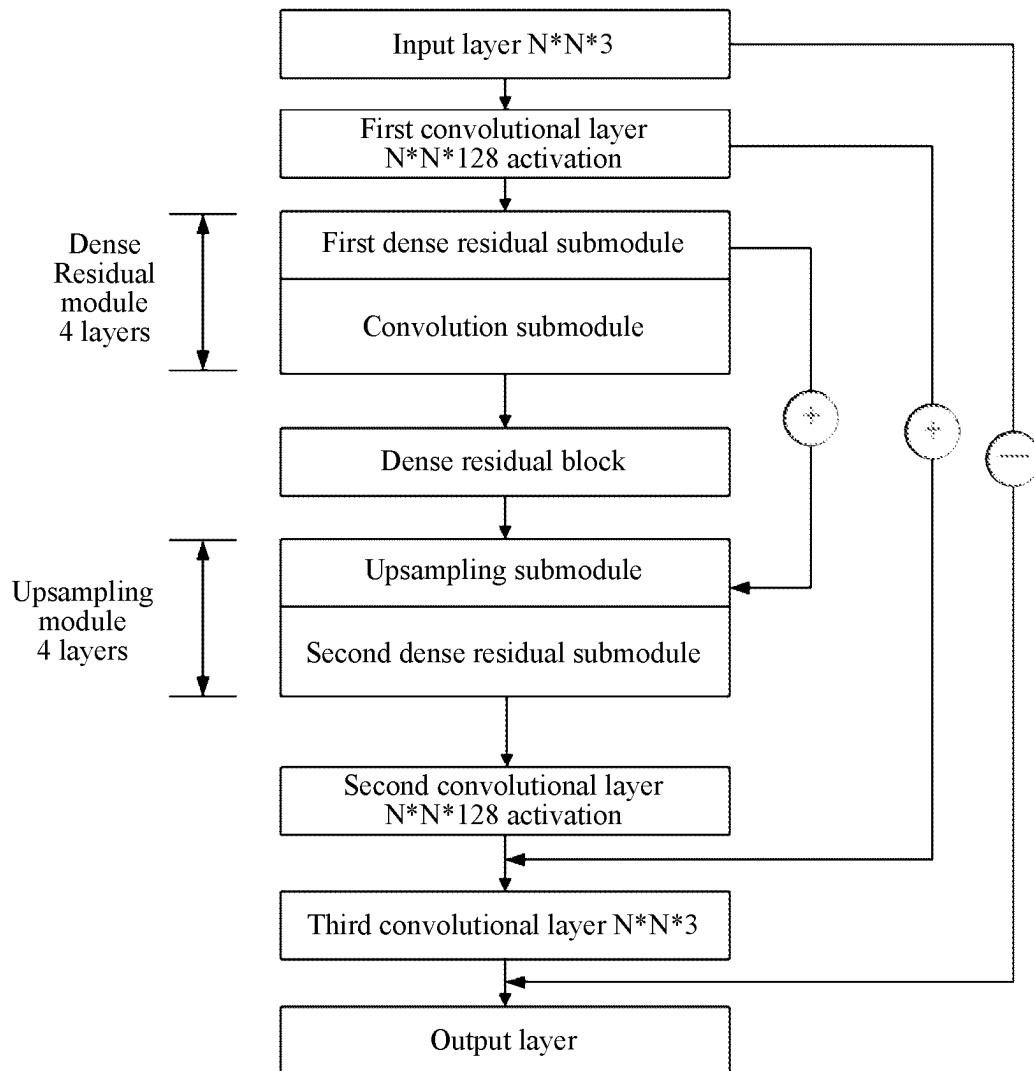 Input layer N*N*3
First convolutional layer
N*N*128 activation
Dense
Residual
module
4 layers
First dense residual submodule
Convolution submodule
+
+
—
Dense residual block
Upsampling
module
4 layers
Upsampling submodule
Second dense residual submodule
Second convolutional layer
N*N*128 activation
Third convolutional layer N*N*3
Output layer